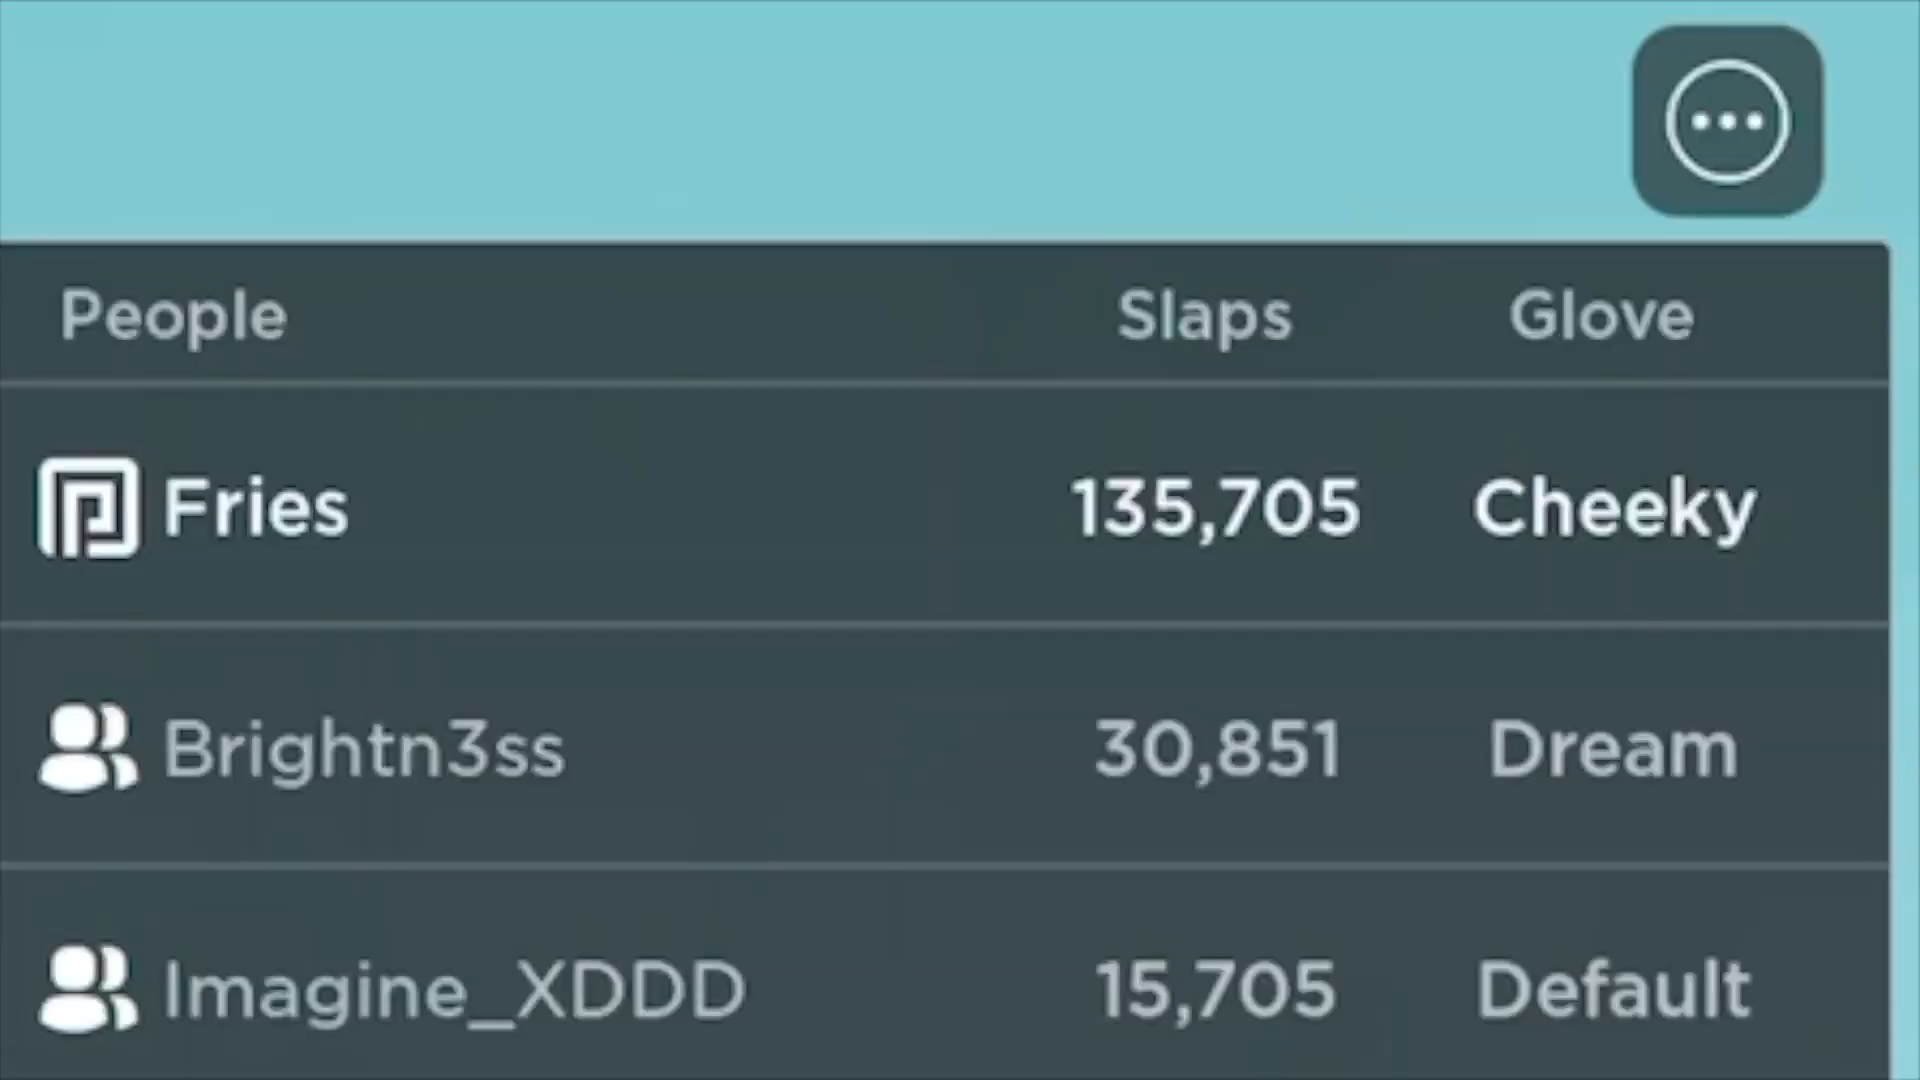 People Slaps Glove
Fries 135,705 Cheeky
Brightn3ss 30,851 Dream
Imagine_XDDD 15,705 Default